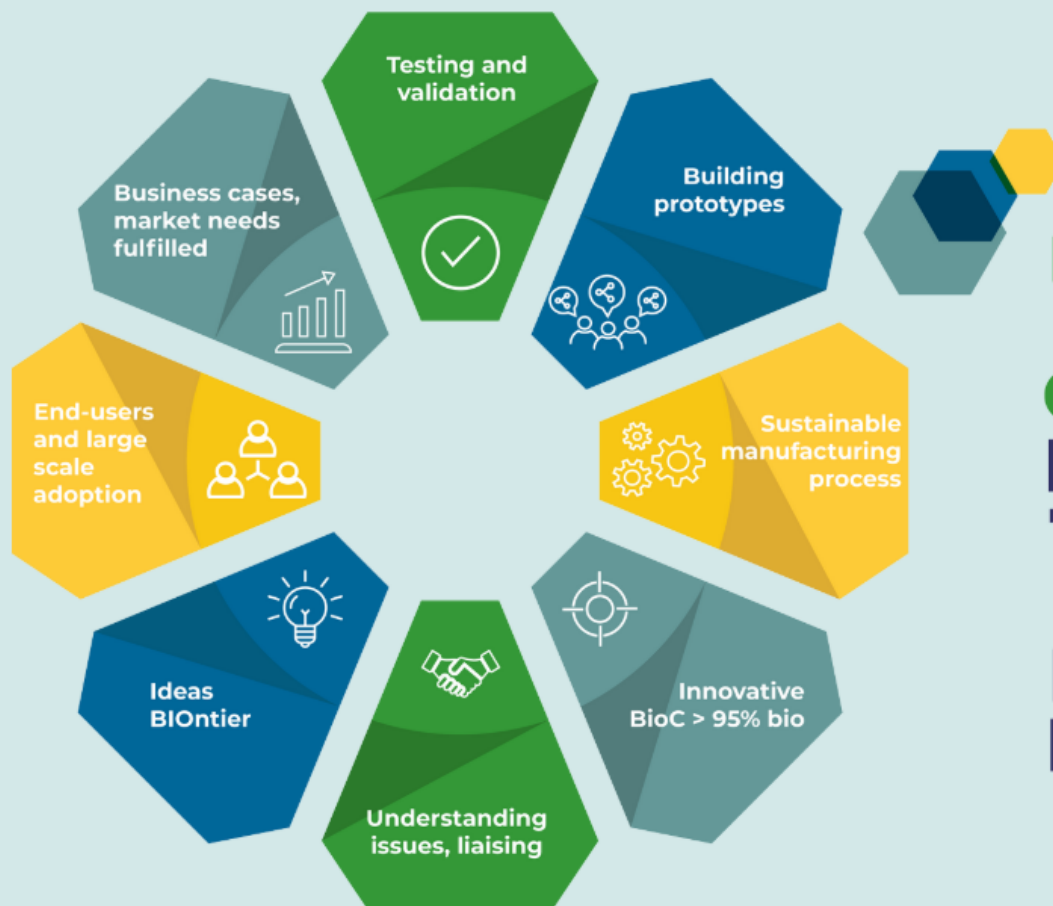 Testing and
validation
Building
prototypes
Business cases,
market needs
fulfilled
End-users
and large
scale
adoption
Sustainable
manufacturing
process
Ideas
BIOntier
Innovative
BioC > 95% bio
Understanding
issues, liaising